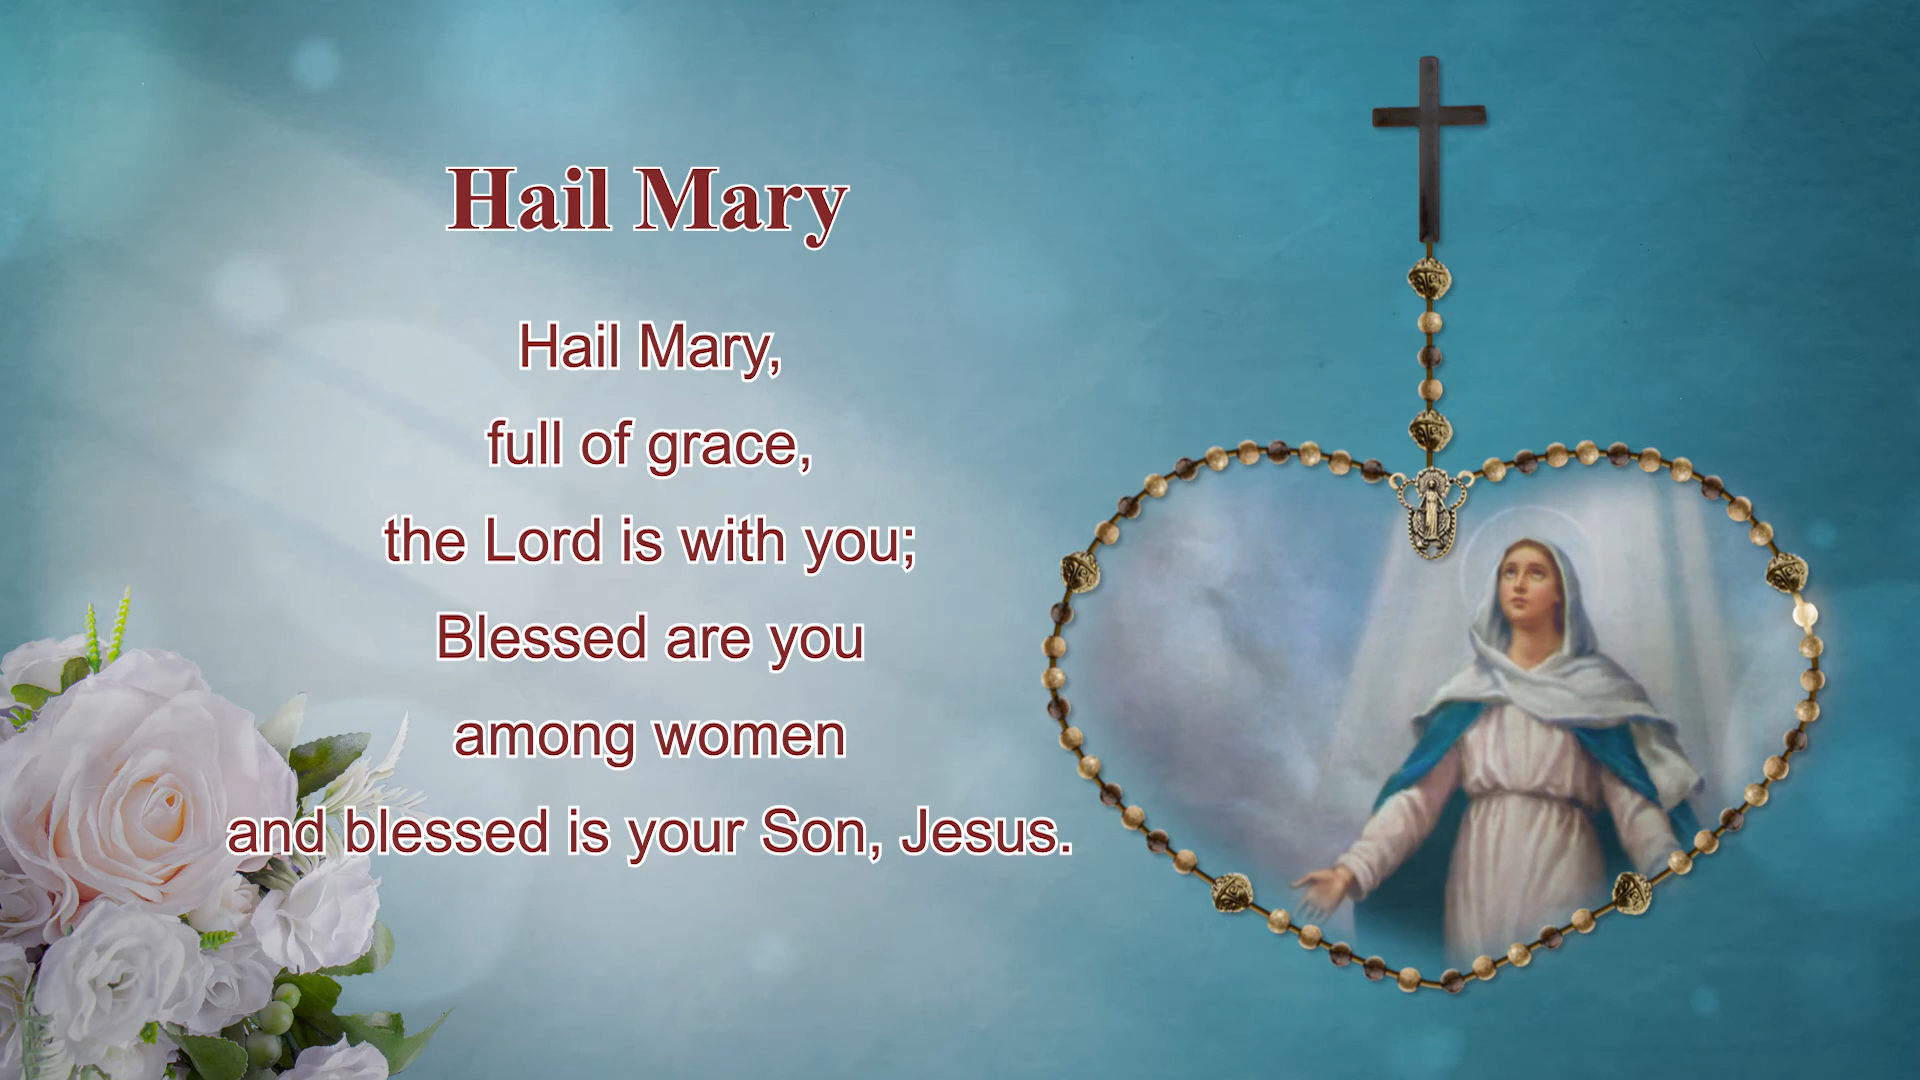 Hail Mary
Hail Mary,
full of grace,
the Lord is with you;
Blessed are you
among women
and blessed is your Son, Jesus.